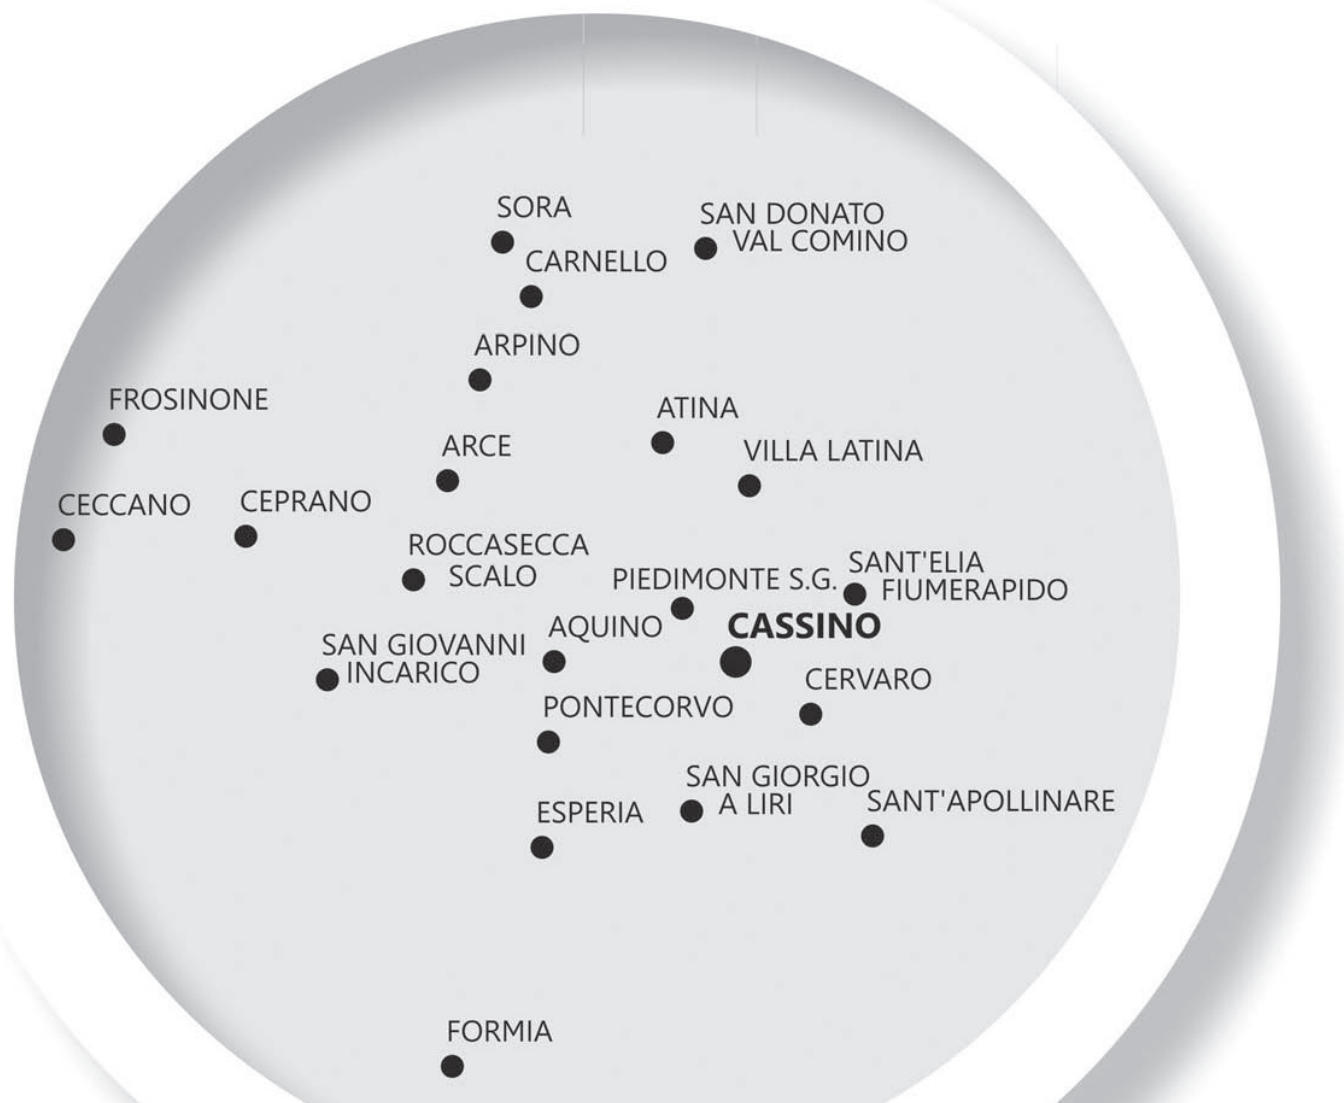 SORA
SAN DONATO
VAL COMINO
CARNELLO
ARPINO
FROSINONE
ATINA
ARCE
VILLA LATINA
CECCANO
CEPRANO
ROCCASECCA
SCALO
PIEDIMONTE S.G.
SANT'ELIA
FIUMERAPIDO
AQUINO
CASSINO
SAN GIOVANNI
INCARICO
CERVARO
PONTECORVO
SAN GIORGIO
A LIRI
SANT'APOLLINARE
ESPERIA
FORMIA